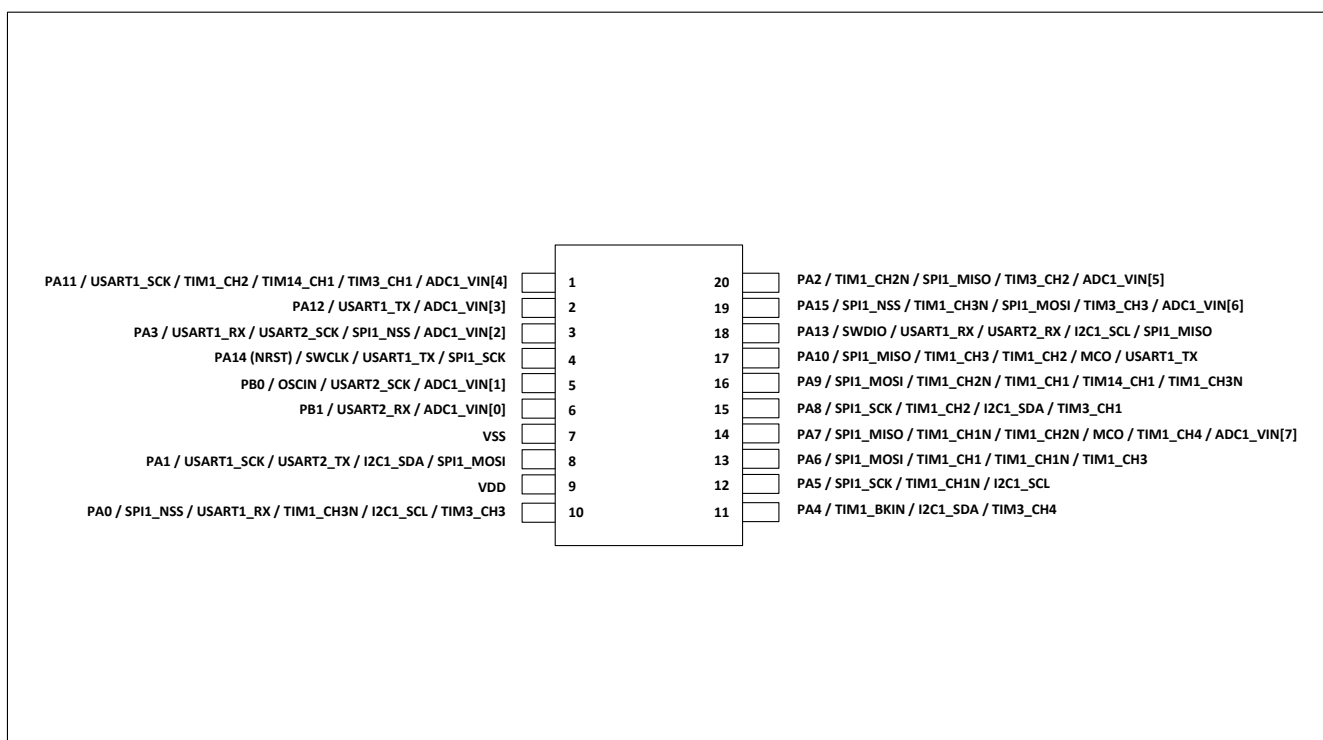 PA11 / USART1_SCK / TIM1_CH2 / TIM14_CH1 / TIM3_CH1 / ADC1_VIN[4] 1 20 PA2 / TIM1_CH2N / SPI1_MISO / TIM3_CH2 / ADC1_VIN[5]
PA12 / USART1_TX / ADC1_VIN[3] 2 19 PA15 / SPI1_NSS / TIM1_CH3N / SPI1_MOSI / TIM3_CH3 / ADC1_VIN[6]
PA3 / USART1_RX / USART2_SCK / SPI1_NSS / ADC1_VIN[2] 3 18 PA13 / SWDIO / USART1_RX / USART2_RX / I2C1_SCL / SPI1_MISO
PA14 (NRST) / SWCLK / USART1_TX / SPI1_SCK 4 17 PA10 / SPI1_MISO / TIM1_CH3 / TIM1_CH2 / MCO / USART1_TX
PB0 / OSCIN / USART2_SCK / ADC1_VIN[1] 5 16 PA9 / SPI1_MOSI / TIM1_CH2N / TIM1_CH1 / TIM14_CH1 / TIM1_CH3N
PB1 / USART2_RX / ADC1_VIN[0] 6 15 PA8 / SPI1_SCK / TIM1_CH2 / I2C1_SDA / TIM3_CH1
VSS 7 14 PA7 / SPI1_MISO / TIM1_CH1N / TIM1_CH2N / MCO / TIM1_CH4 / ADC1_VIN[7]
PA1 / USART1_SCK / USART2_TX / I2C1_SDA / SPI1_MOSI 8 13 PA6 / SPI1_MOSI / TIM1_CH1 / TIM1_CH1N / TIM1_CH3
VDD 9 12 PA5 / SPI1_SCK / TIM1_CH1N / I2C1_SCL
PA0 / SPI1_NSS / USART1_RX / TIM1_CH3N / I2C1_SCL / TIM3_CH3 10 11 PA4 / TIM1_BKIN / I2C1_SDA / TIM3_CH4